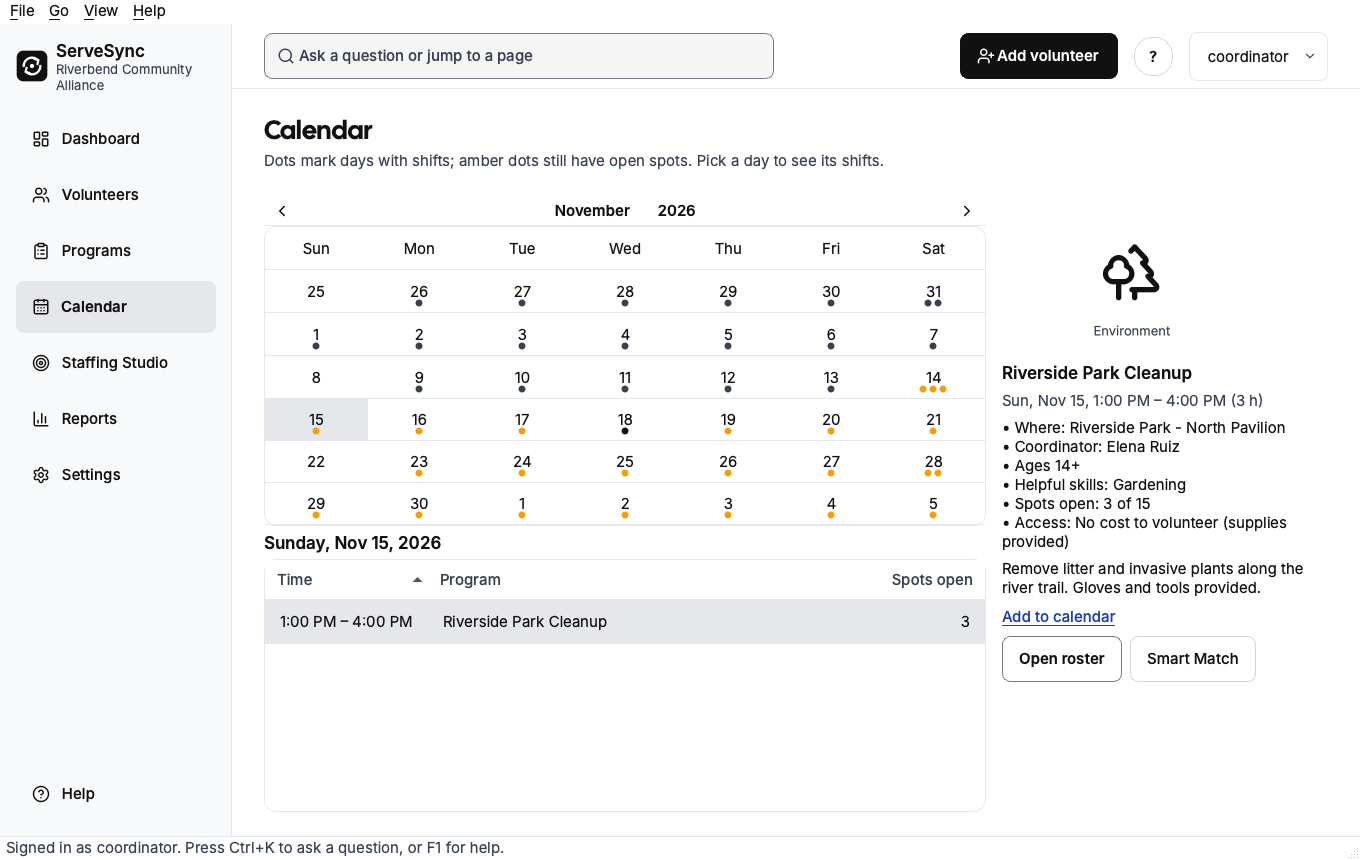 File Go View Help
ServeSync
Riverbend Community
Alliance
Ask a question or jump to a page
Add volunteer
?
coordinator
Dashboard
Volunteers
Programs
Calendar
Staffing Studio
Reports
Settings
Help
Calendar
Dots mark days with shifts; amber dots still have open spots. Pick a day to see its shifts.
November 2026
Sun Mon Tue Wed Thu Fri Sat
25 26 27 28 29 30 31
1 2 3 4 5 6 7
8 9 10 11 12 13 14
15 16 17 18 19 20 21
22 23 24 25 26 27 28
29 30 1 2 3 4 5
Sunday, Nov 15, 2026
Time Program Spots open
1:00 PM – 4:00 PM Riverside Park Cleanup 3
Environment
Riverside Park Cleanup
Sun, Nov 15, 1:00 PM – 4:00 PM (3 h)
• Where: Riverside Park - North Pavilion
• Coordinator: Elena Ruiz
• Ages 14+
• Helpful skills: Gardening
• Spots open: 3 of 15
• Access: No cost to volunteer (supplies
provided)
Remove litter and invasive plants along the
river trail. Gloves and tools provided.
Add to calendar
Open roster
Smart Match
Signed in as coordinator. Press Ctrl+K to ask a question, or F1 for help.